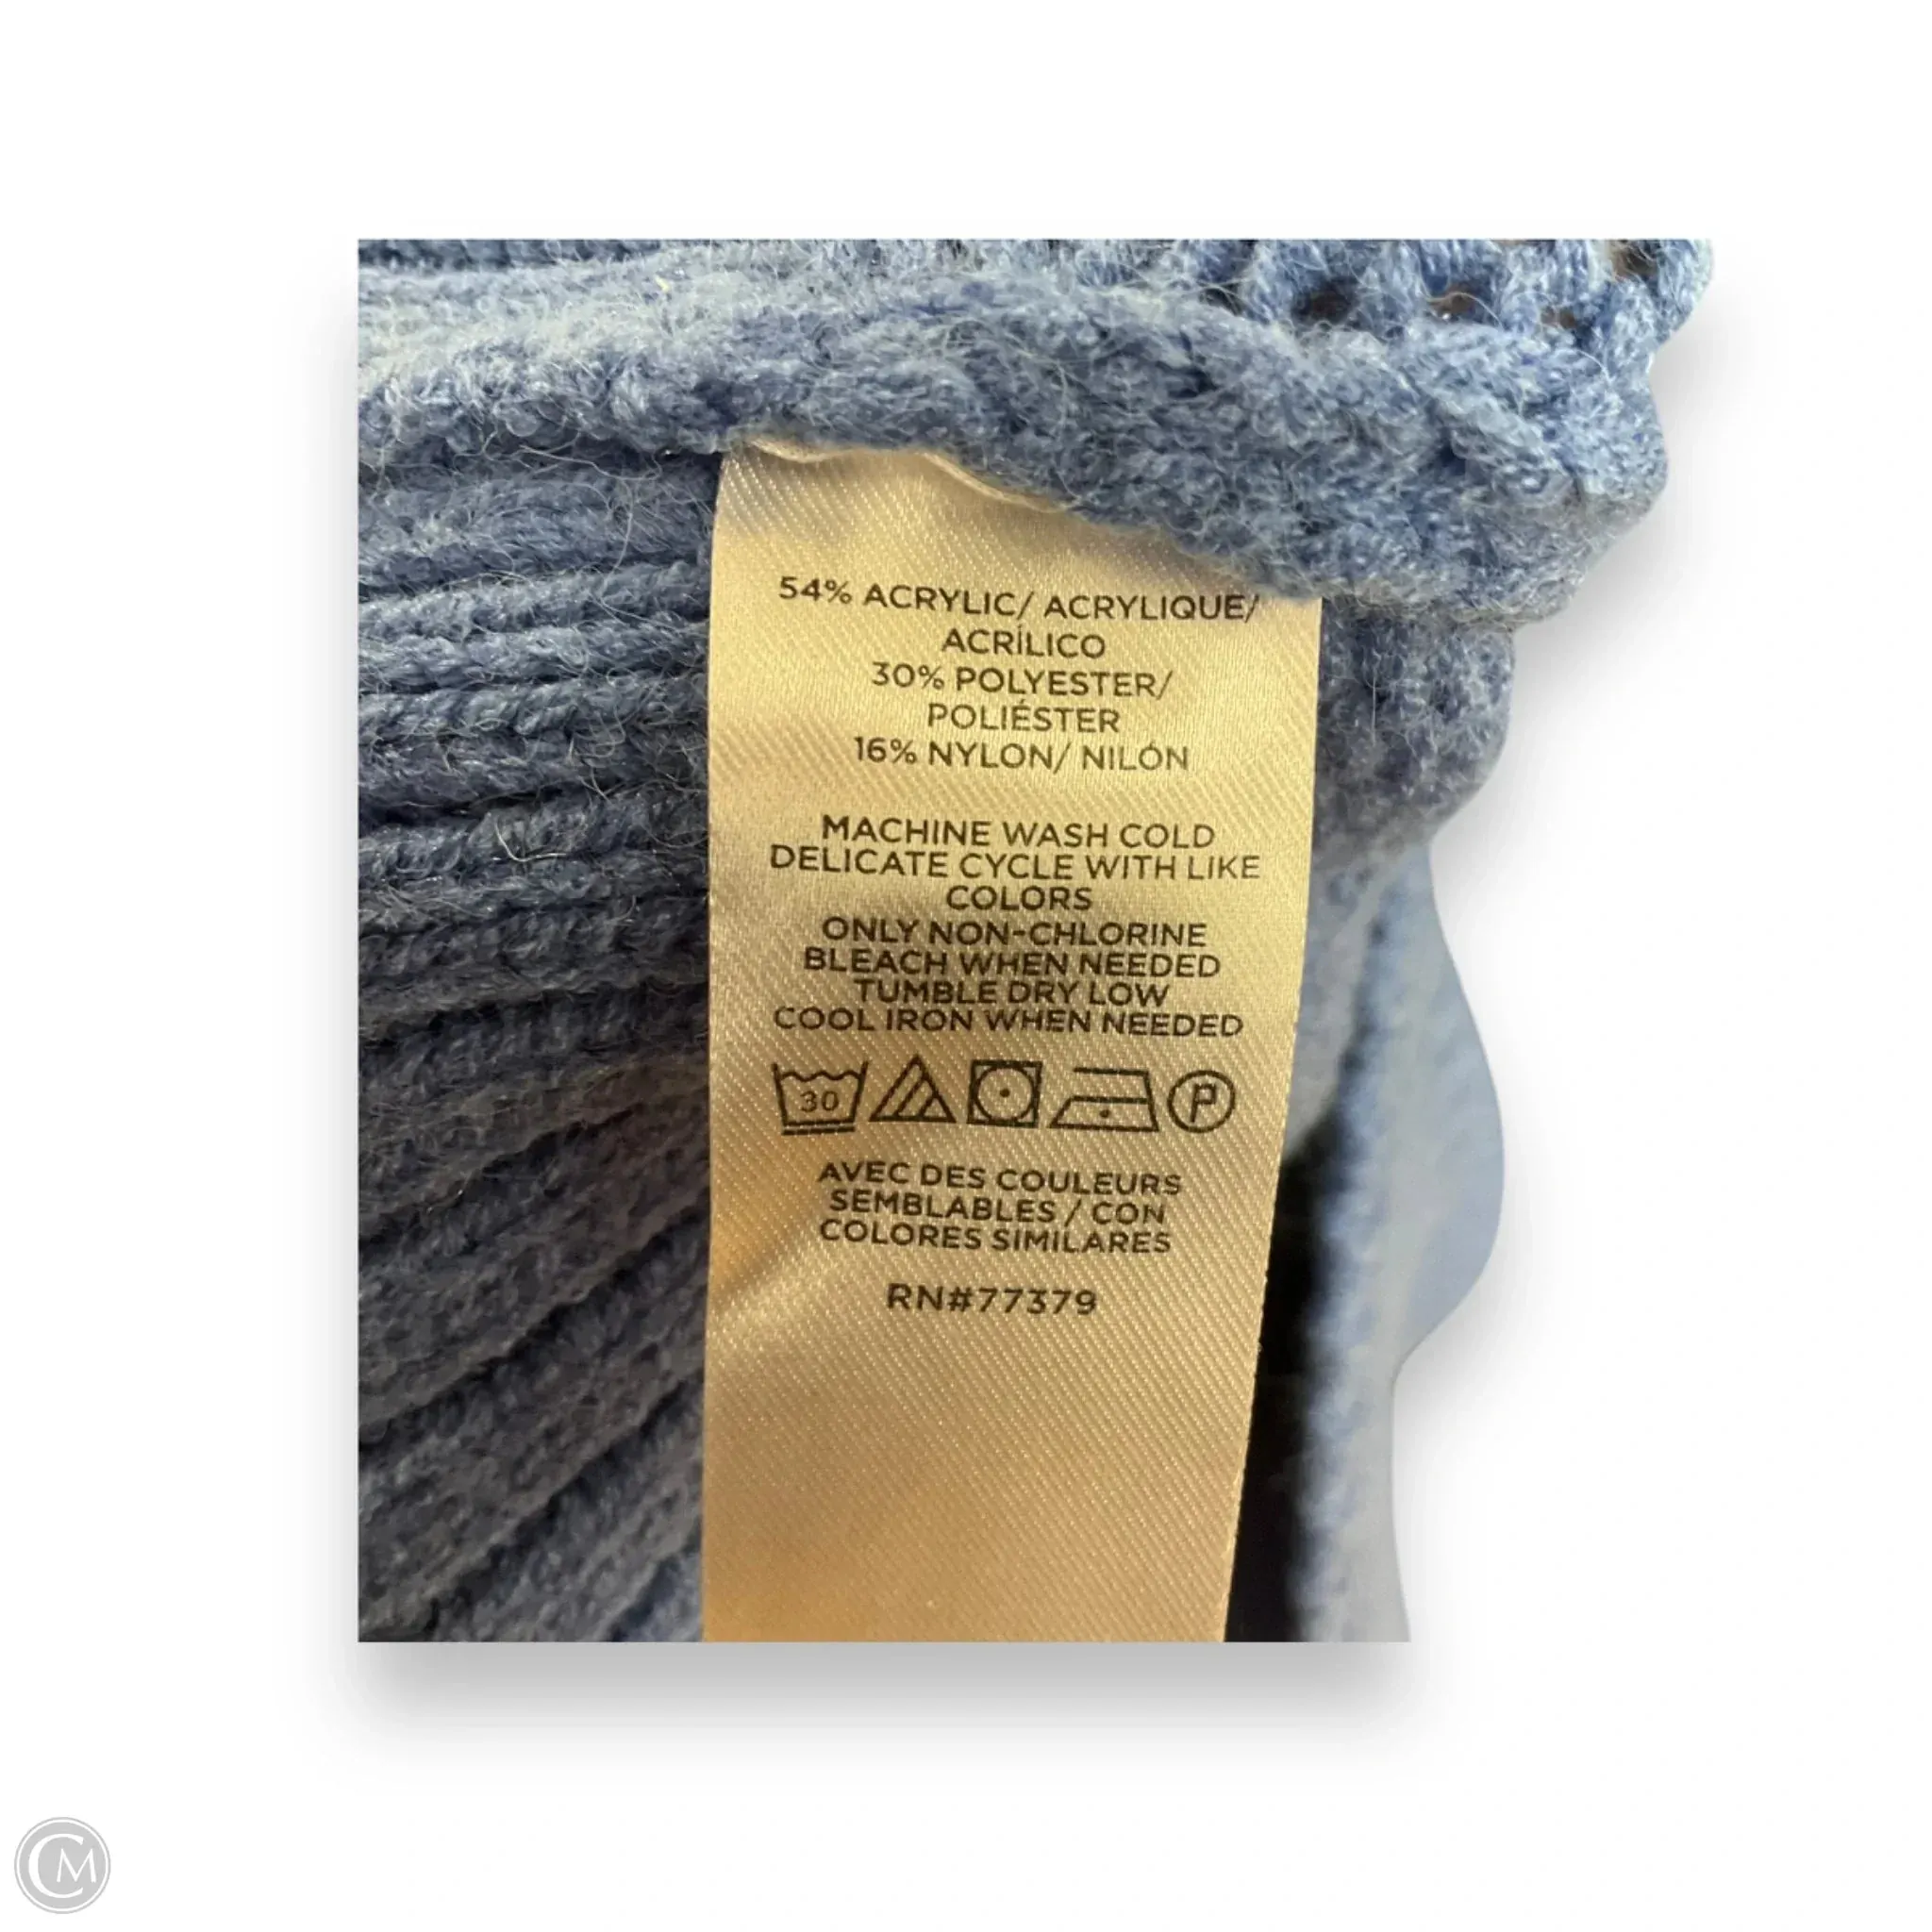 54% ACRYLIC/ ACRYLIQUE/
ACRÍLICO
30% POLYESTER/
POLIÉSTER
16% NYLON/ NILÓN
MACHINE WASH COLD
DELICATE CYCLE WITH LIKE
COLORS
ONLY NON-CHLORINE
BLEACH WHEN NEEDED
TUMBLE DRY LOW
COOL IRON WHEN NEEDED
30
P
AVEC DES COULEURS
SEMBLABLES / CON
COLORES SIMILARES
RN#77379
CM